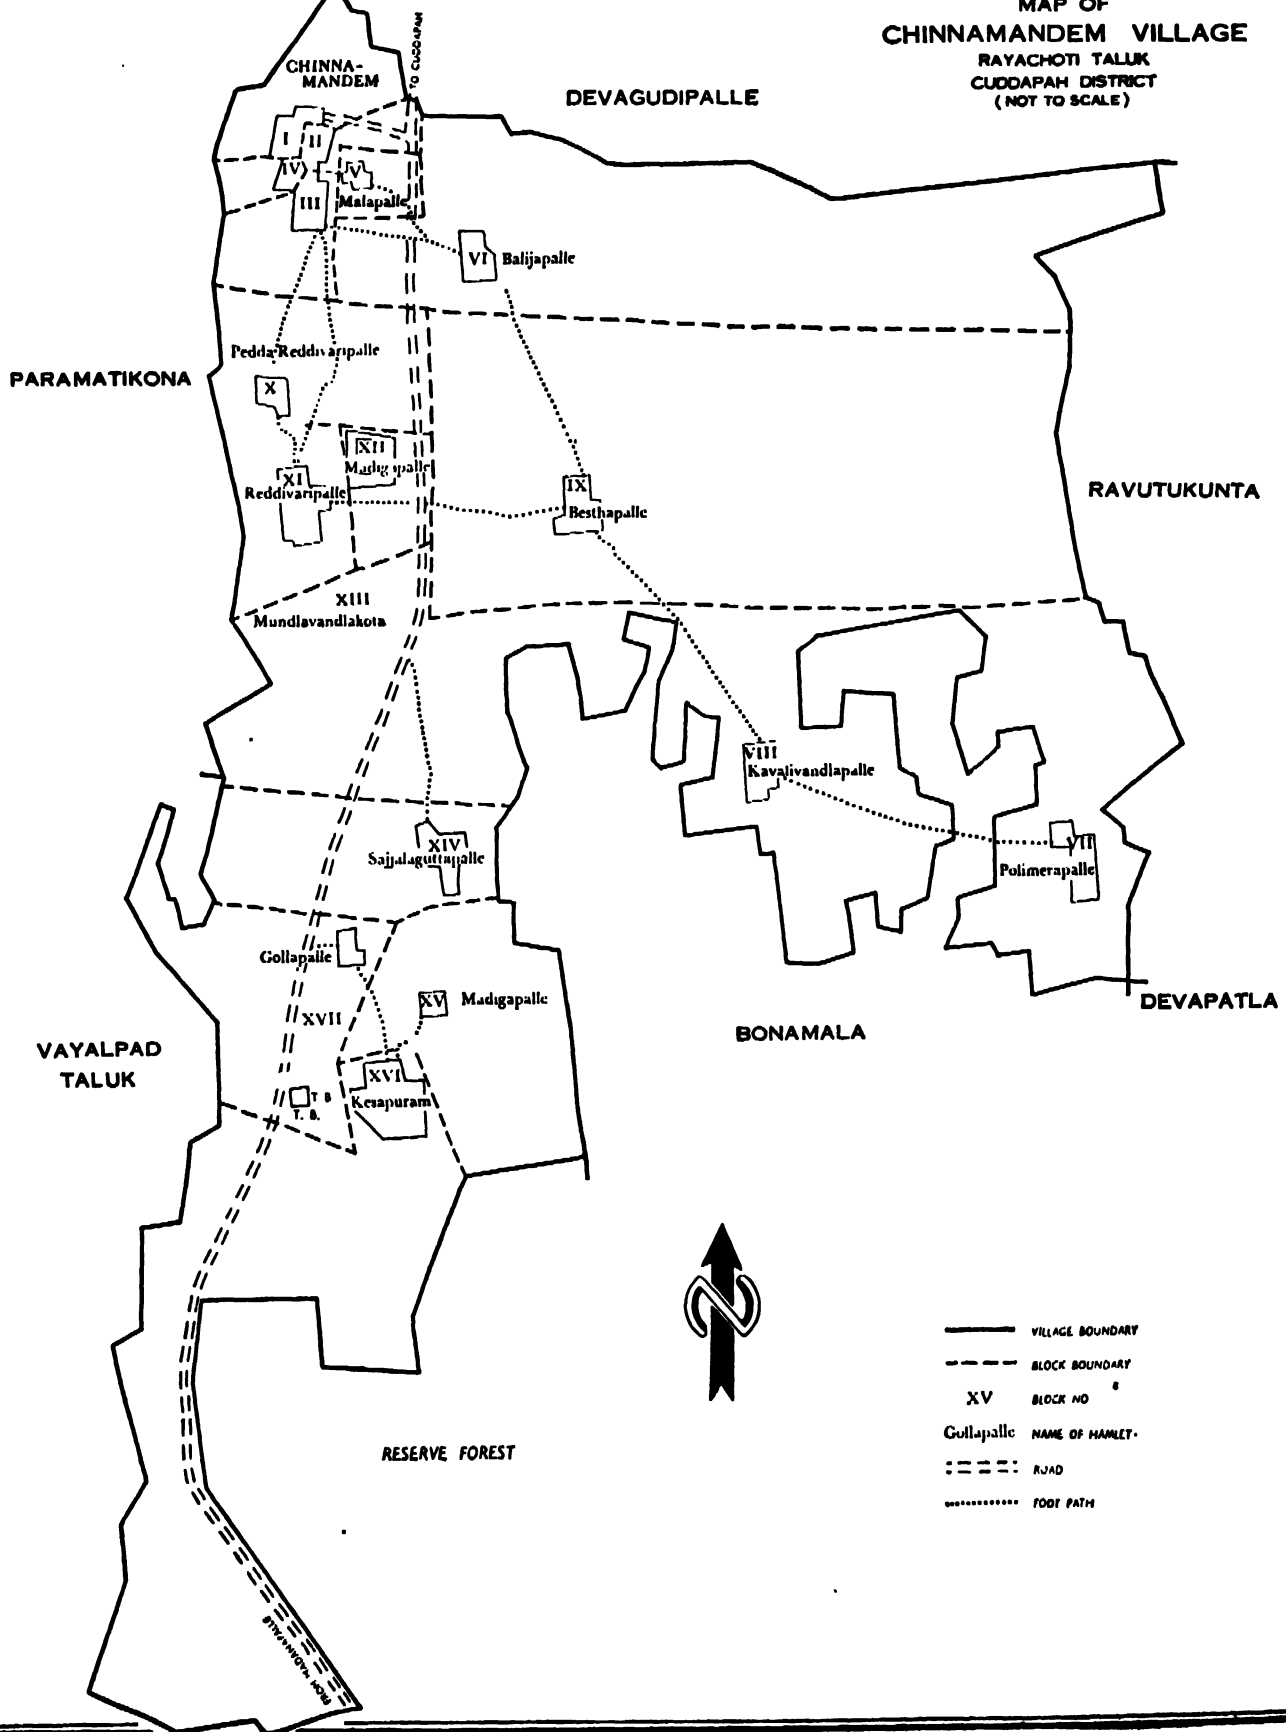 MAP OF
CHINNAMANDEM VILLAGE
RAYACHOTI TALUK
CUDDAPAH DISTRICT
(NOT TO SCALE)
TO CUDDAPAH
CHINNA-
MANDEM
DEVAGUDIPALLE
I
II
IV
V
III
Malapalle
VI
Balijapalle
Pedda-Reddivaripalle
PARAMATIKONA
X
XII
Madigapalle
XI
Reddivaripalle
IX
Besthapalle
RAVUTUKUNTA
XIII
Mundlavandlakota
VIII
Kavalivandlapalle
XIV
Sajjalaguttapalle
VII
Polimerapalle
Gollapalle
XV
Madigapalle
DEVAPATLA
XVII
BONAMALA
VAYALPAD
TALUK
XVI
Kesapuram
T B
T. B.
VILLAGE BOUNDARY
BLOCK BOUNDARY
XV BLOCK NO
Gollapalle NAME OF HAMLET.
ROAD
FOOT PATH
RESERVE FOREST
FROM MADANAPALLE